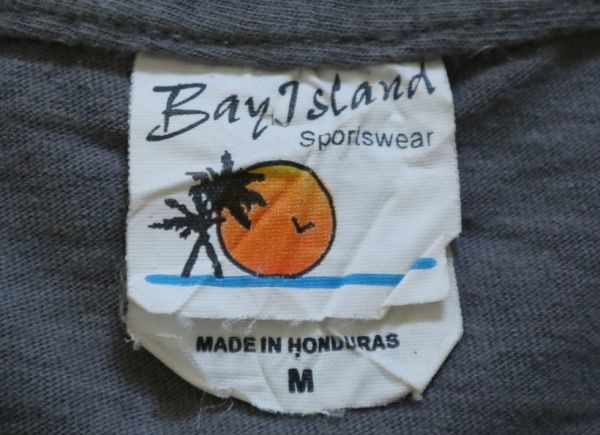 Bay Island
Sportswear
MADE IN HONDURAS
M